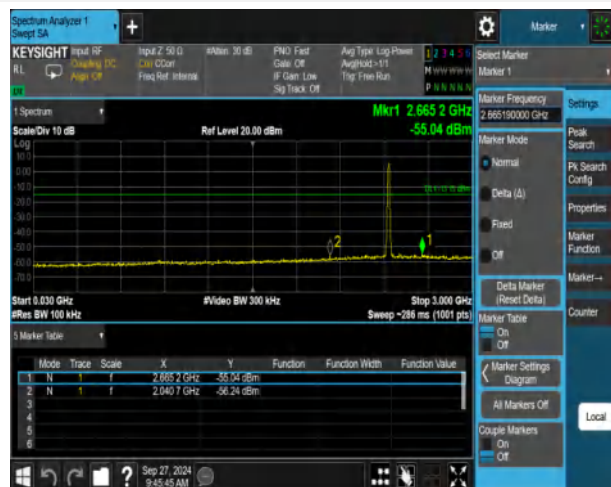 Spectrum Analyzer 1
Swept SA
Marker
KEYSIGHT
Input: RF
Input Z: 50 Ω
#Atten: 30 dB
PNO: Fast
Avg Type: Log-Power
1 2 3 4 5 6
RL
Coupling: DC
Corr CCorr
Gate: Off
Avg|Hold:>1/1
M W W W W W
Align: Off
Freq Ref: Internal
IF Gain: Low
Trig: Free Run
Sig Track: Off
P N N N N N
Select Marker
Marker 1
1 Spectrum
Mkr1 2.665 2 GHz
Scale/Div 10 dB
Ref Level 20.00 dBm
-55.04 dBm
Log
10.0
0.00
-10.0
-20.0
-30.0
-40.0
-50.0
-60.0
-70.0
2
1
Start 0.030 GHz
#Video BW 300 kHz
Stop 3.000 GHz
#Res BW 100 kHz
Sweep ~286 ms (1001 pts)
5 Marker Table
Mode Trace Scale X Y Function Function Width Function Value
1 N 1 f 2.665 2 GHz -55.04 dBm
2 N 1 f 2.040 7 GHz -56.24 dBm
3
4
5
6
Marker Frequency
2.665190000 GHz
Marker Mode
Normal
Delta (Δ)
Fixed
Off
Delta Marker
(Reset Delta)
Marker Table
On
Off
Marker Settings
Diagram
All Markers Off
Couple Markers
On
Off
Settings
Peak
Search
Pk Search
Config
Properties
Marker
Function
Marker→
Counter
Local
Sep 27, 2024
9:45:45 AM